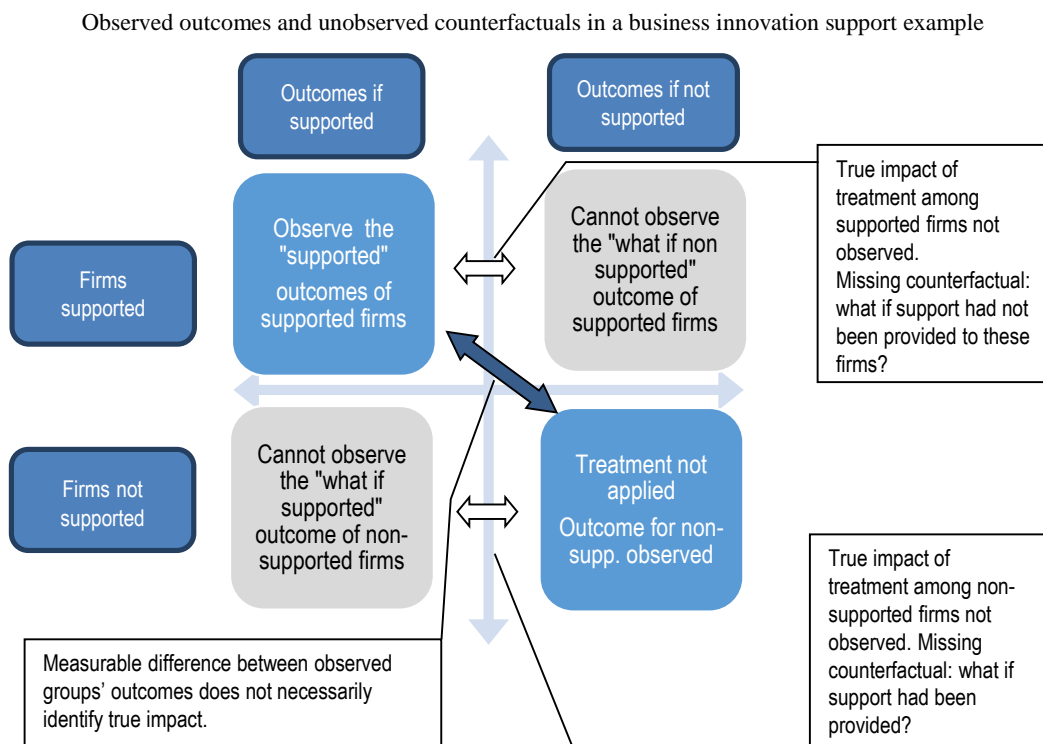 Observed outcomes and unobserved counterfactuals in a business innovation support example
Outcomes if
supported
Outcomes if not
supported
Firms
supported
Observe the
"supported"
outcomes of
supported firms
Cannot observe
the "what if non
supported"
outcome of
supported firms
True impact of
treatment among
supported firms not
observed.
Missing counterfactual:
what if support had not
been provided to these
firms?
Firms not
supported
Cannot observe
the "what if
supported"
outcome of non-
supported firms
Treatment not
applied
Outcome for non-
supp. observed
True impact of
treatment among non-
supported firms not
observed. Missing
counterfactual: what if
support had been
provided?
Measurable difference between observed
groups’ outcomes does not necessarily
identify true impact.